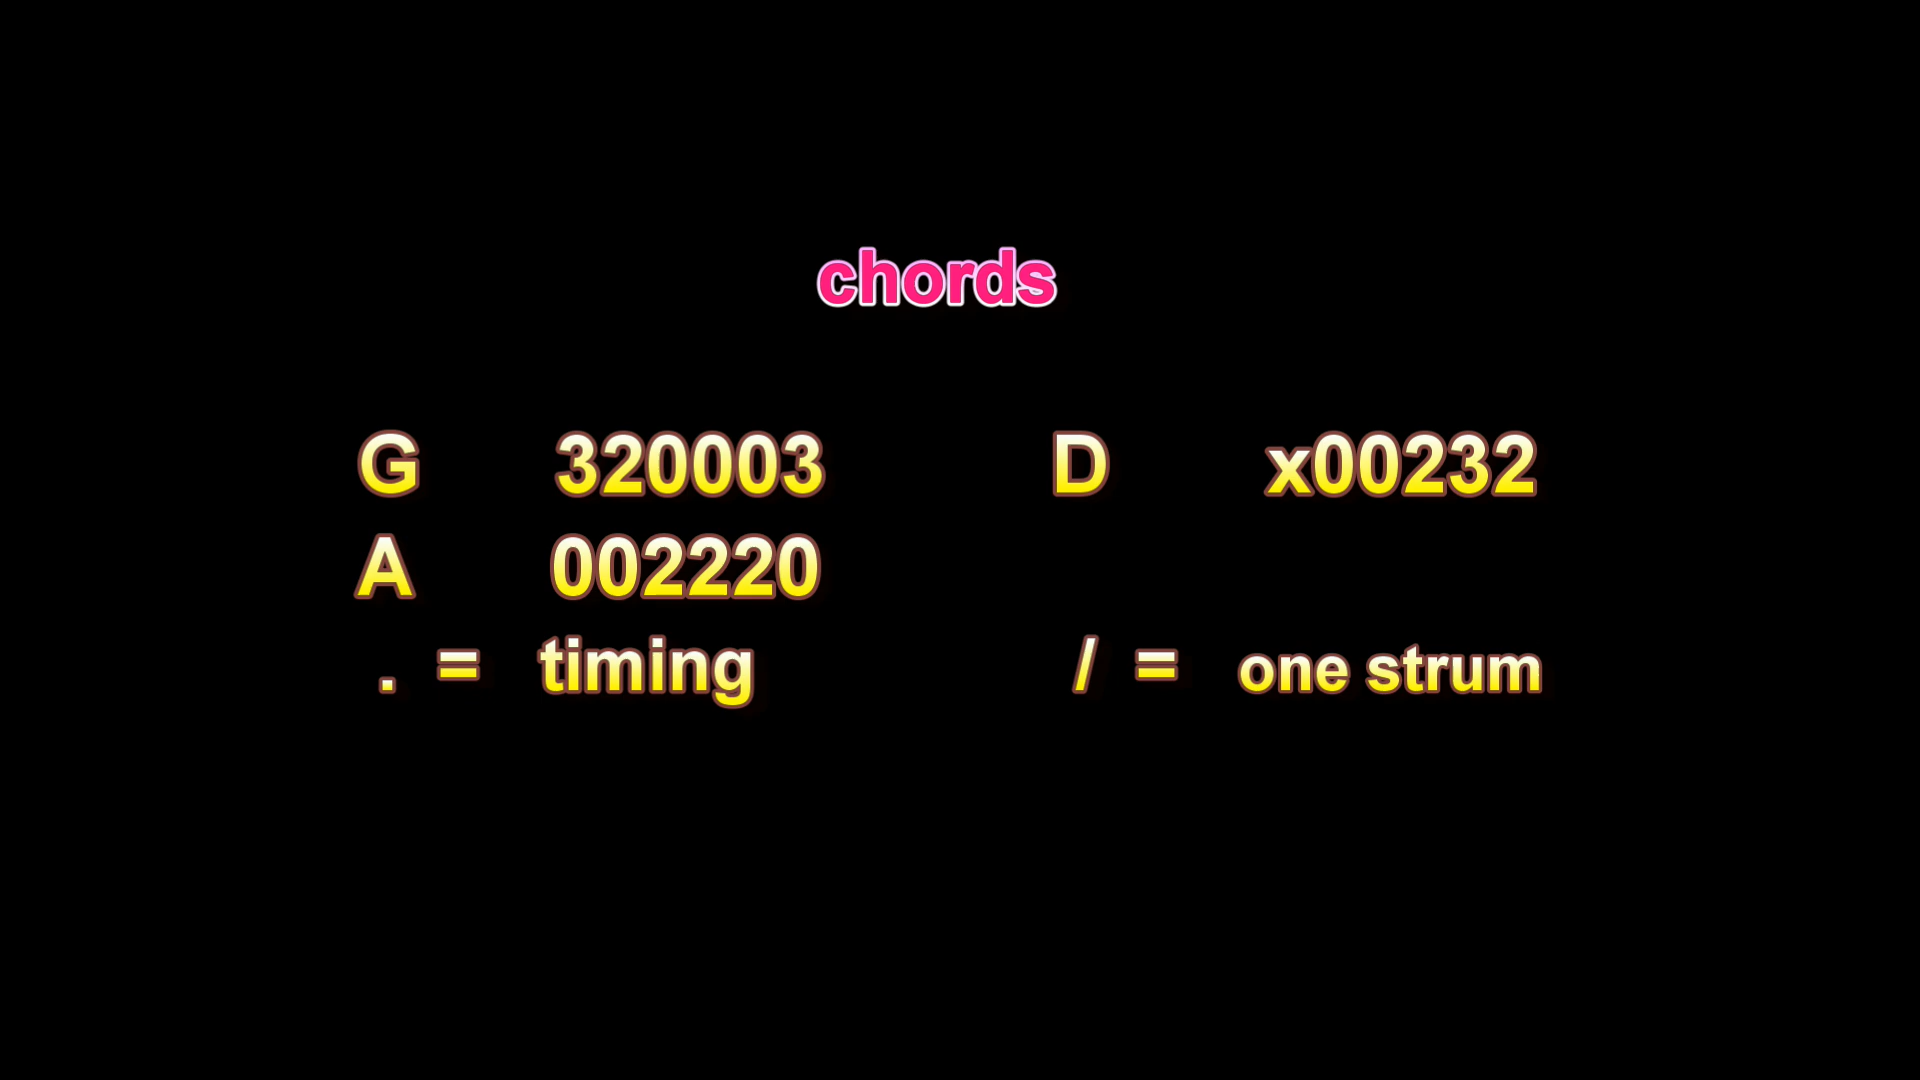 chords
G 320003 D x00232
A 002220
. = timing / = one strum